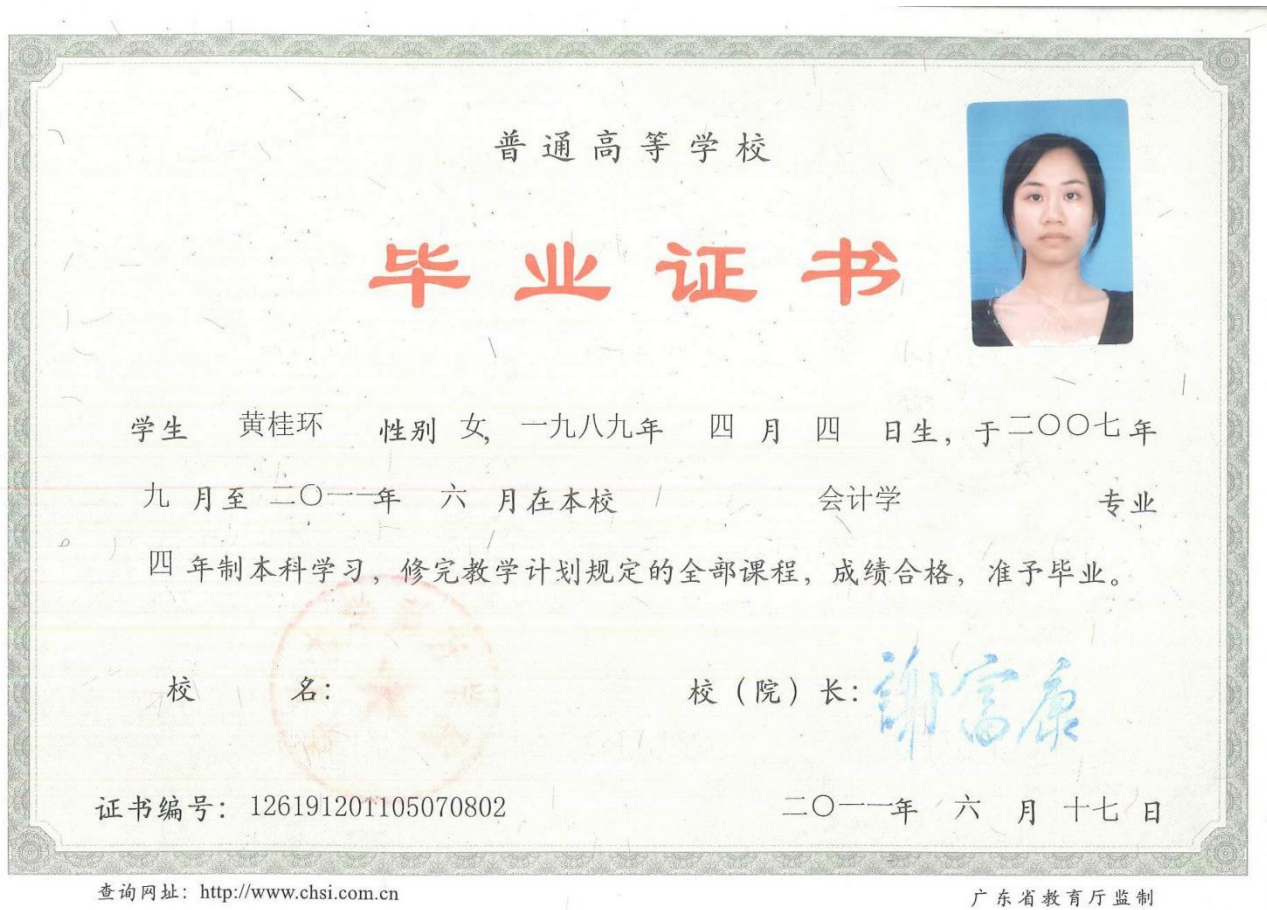 普通高等学校
毕业证书
学生 黄桂环 性别 女, 一九八九年 四 月 四 日生, 于二〇〇七年
九 月至 二〇一一年 六 月在本校 会计学 专业
四 年制本科学习, 修完教学计划规定的全部课程, 成绩合格, 准予毕业。
校 名: 校（院）长: 謝富康
证书编号: 126191201105070802 二〇一一年 六 月 十七 日
查询网址: http://www.chsi.com.cn 广东省教育厅监制